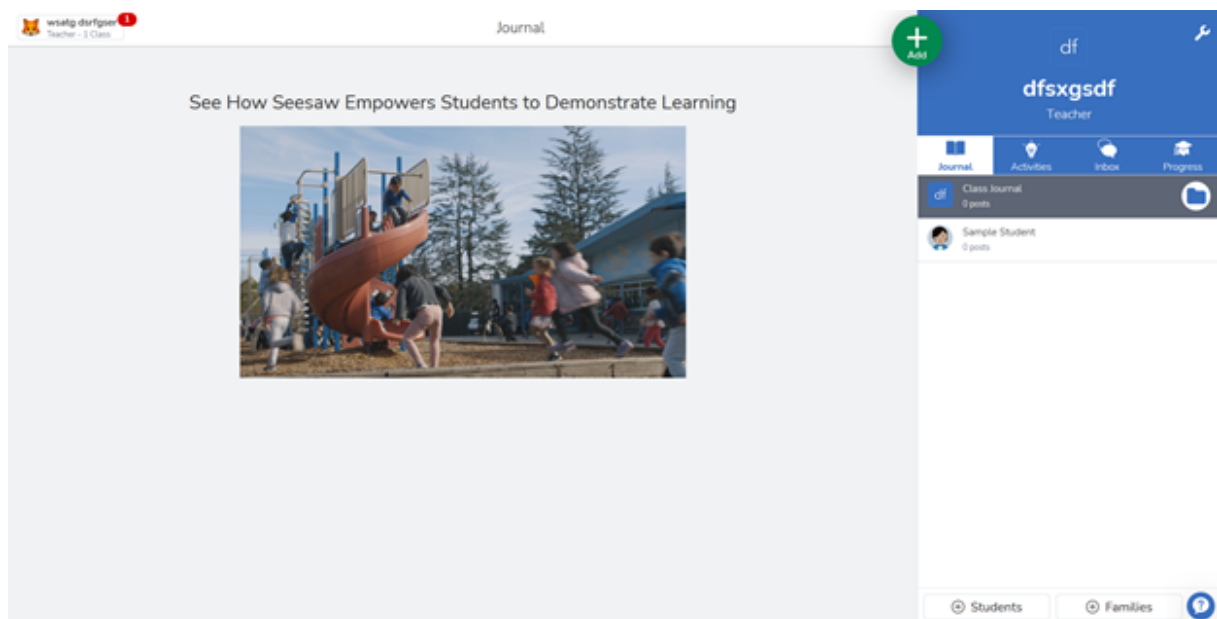 wsatg dsrfgser 1
Teacher - 1 Class
Journal
Add
df
dfsxgsdf
Teacher
See How Seesaw Empowers Students to Demonstrate Learning
Journal
Activities
Inbox
Progress
df
Class Journal
0 posts
Sample Student
0 posts
Students
Families
?